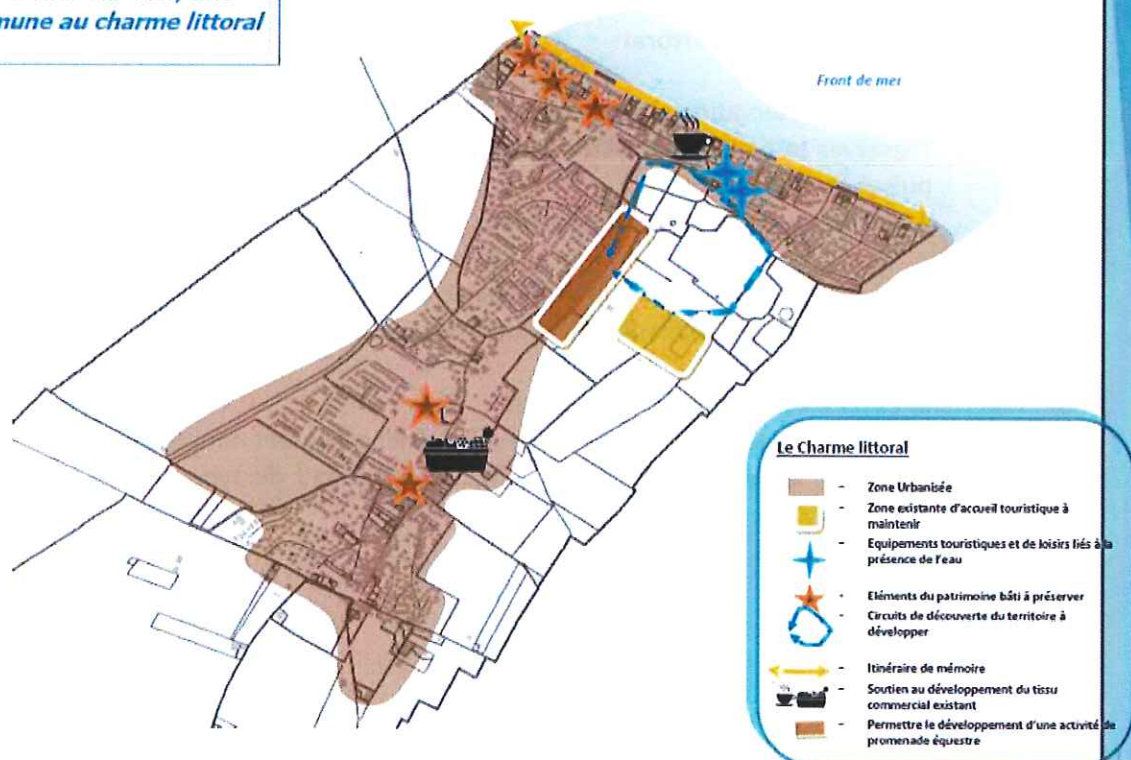 mune au charme littoral
Front de mer
Le Charme littoral
- Zone Urbanisée
- Zone existante d'accueil touristique à
maintenir
- Equipements touristiques et de loisirs liés à la
présence de l'eau
- Eléments du patrimoine bâti à préserver
- Circuits de découverte du territoire à
développer
- Itinéraire de mémoire
- Soutien au développement du tissu
commercial existant
- Permettre le développement d'une activité de
promenade équestre